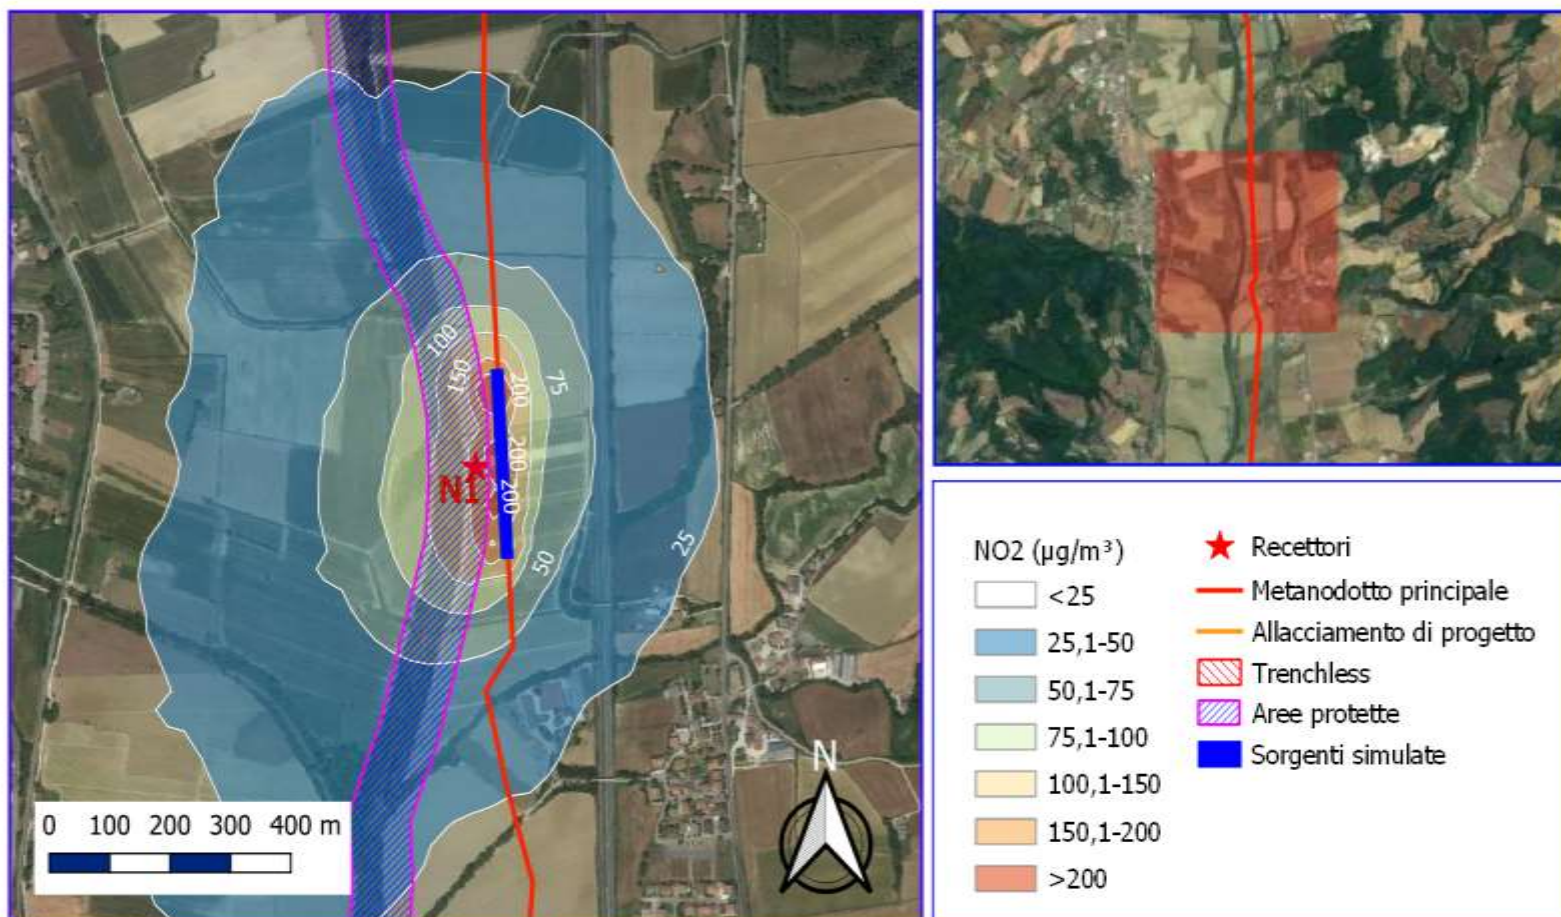 100
150
200
75
200
N1
200
50
25
N
0 100 200 300 400 m
NO2 (µg/m³)
<25
25,1-50
50,1-75
75,1-100
100,1-150
150,1-200
>200
Recettori
Metanodotto principale
Allacciamento di progetto
Trenchless
Aree protette
Sorgenti simulate